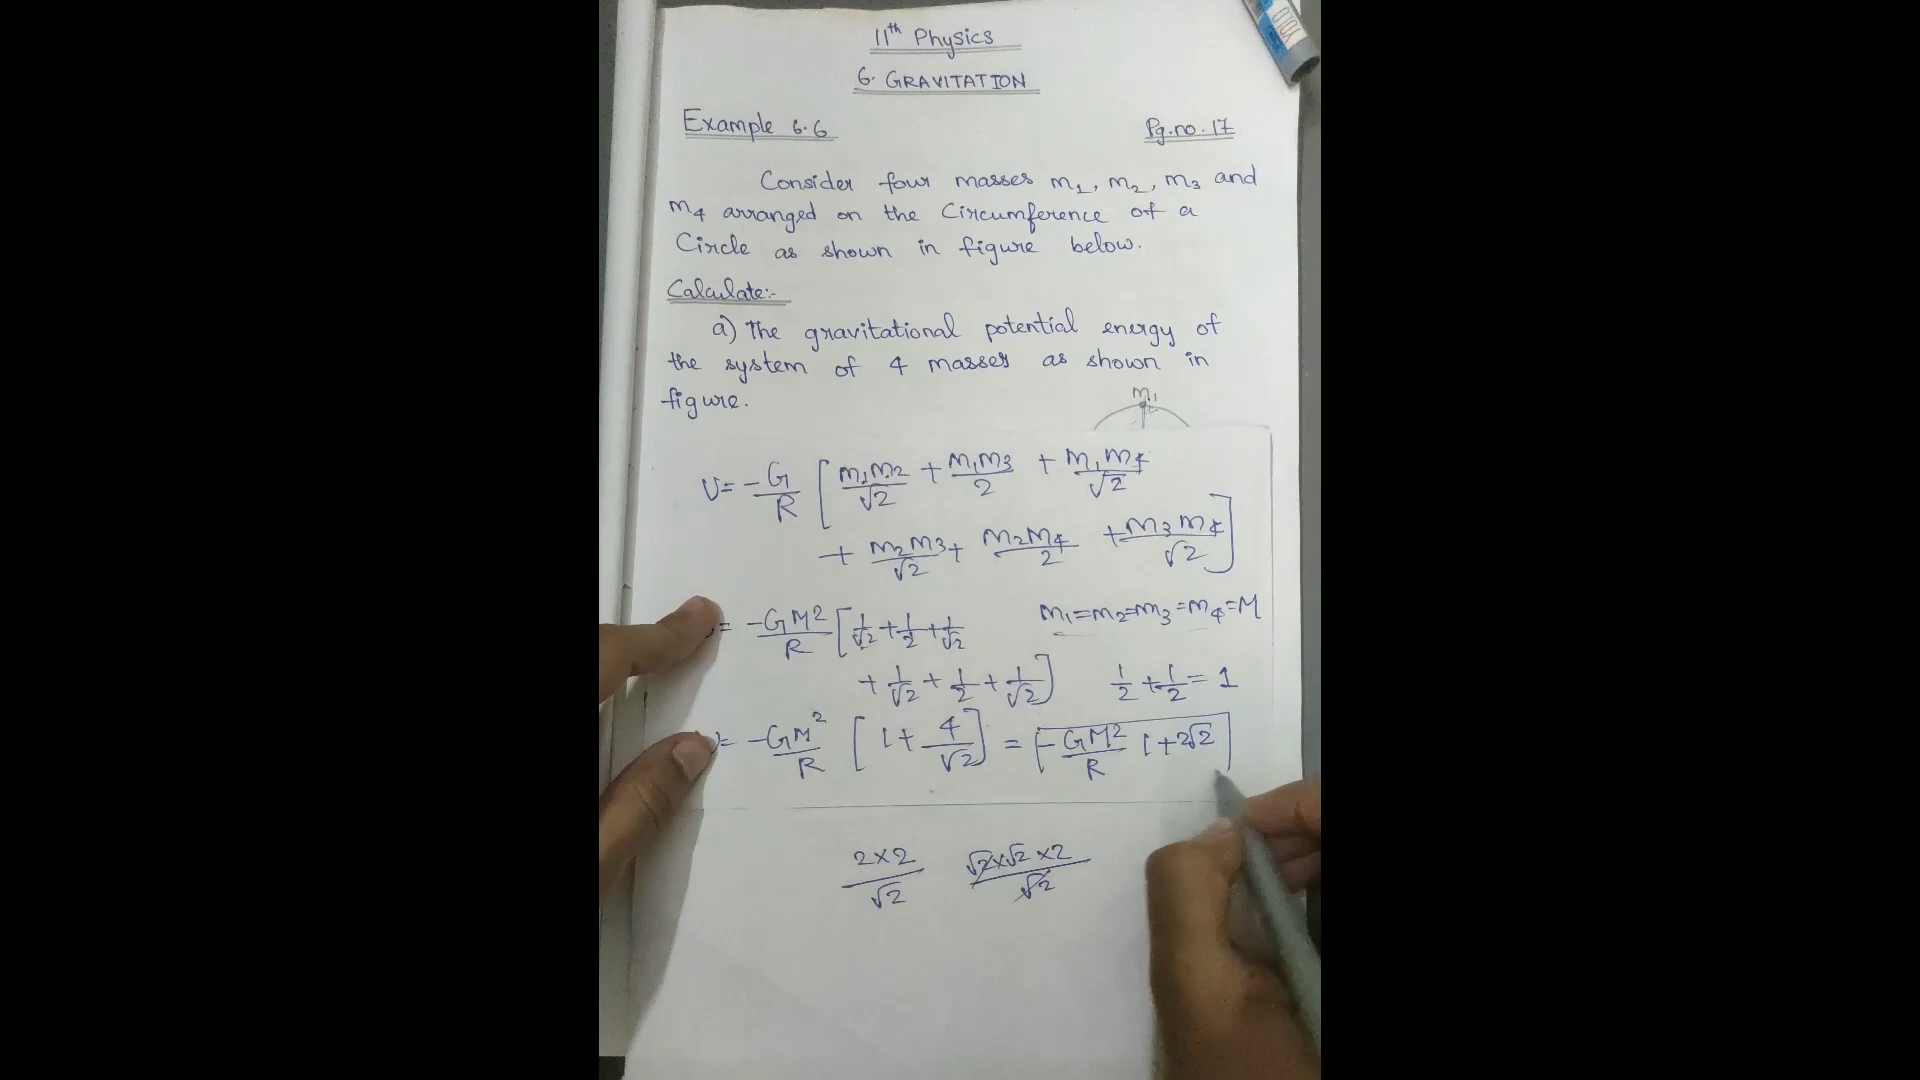 11th Physics
6. GRAVITATION
Example 6.6 Pg.no.17
Consider four masses m₁, m₂, m₃ and
m₄ arranged on the Circumference of a
Circle as shown in figure below.
Calculate:-
a) The gravitational potential energy of
the system of 4 masses as shown in
figure.
m₁
U = -G/R [ m₁m₂/√2 + m₁m₃/2 + m₁m₄/√2
+ m₂m₃/√2 + m₂m₄/2 + m₃m₄/√2 ]
= -GM²/R [ 1/√2 + 1/2 + 1/√2 m₁=m₂=m₃=m₄=M
+ 1/√2 + 1/2 + 1/√2 ] 1/2 + 1/2 = 1
= -GM²/R [ 1 + 4/√2 ] = - GM²/R [ 1+2√2
2×2/√2 √2×√2×2/√2